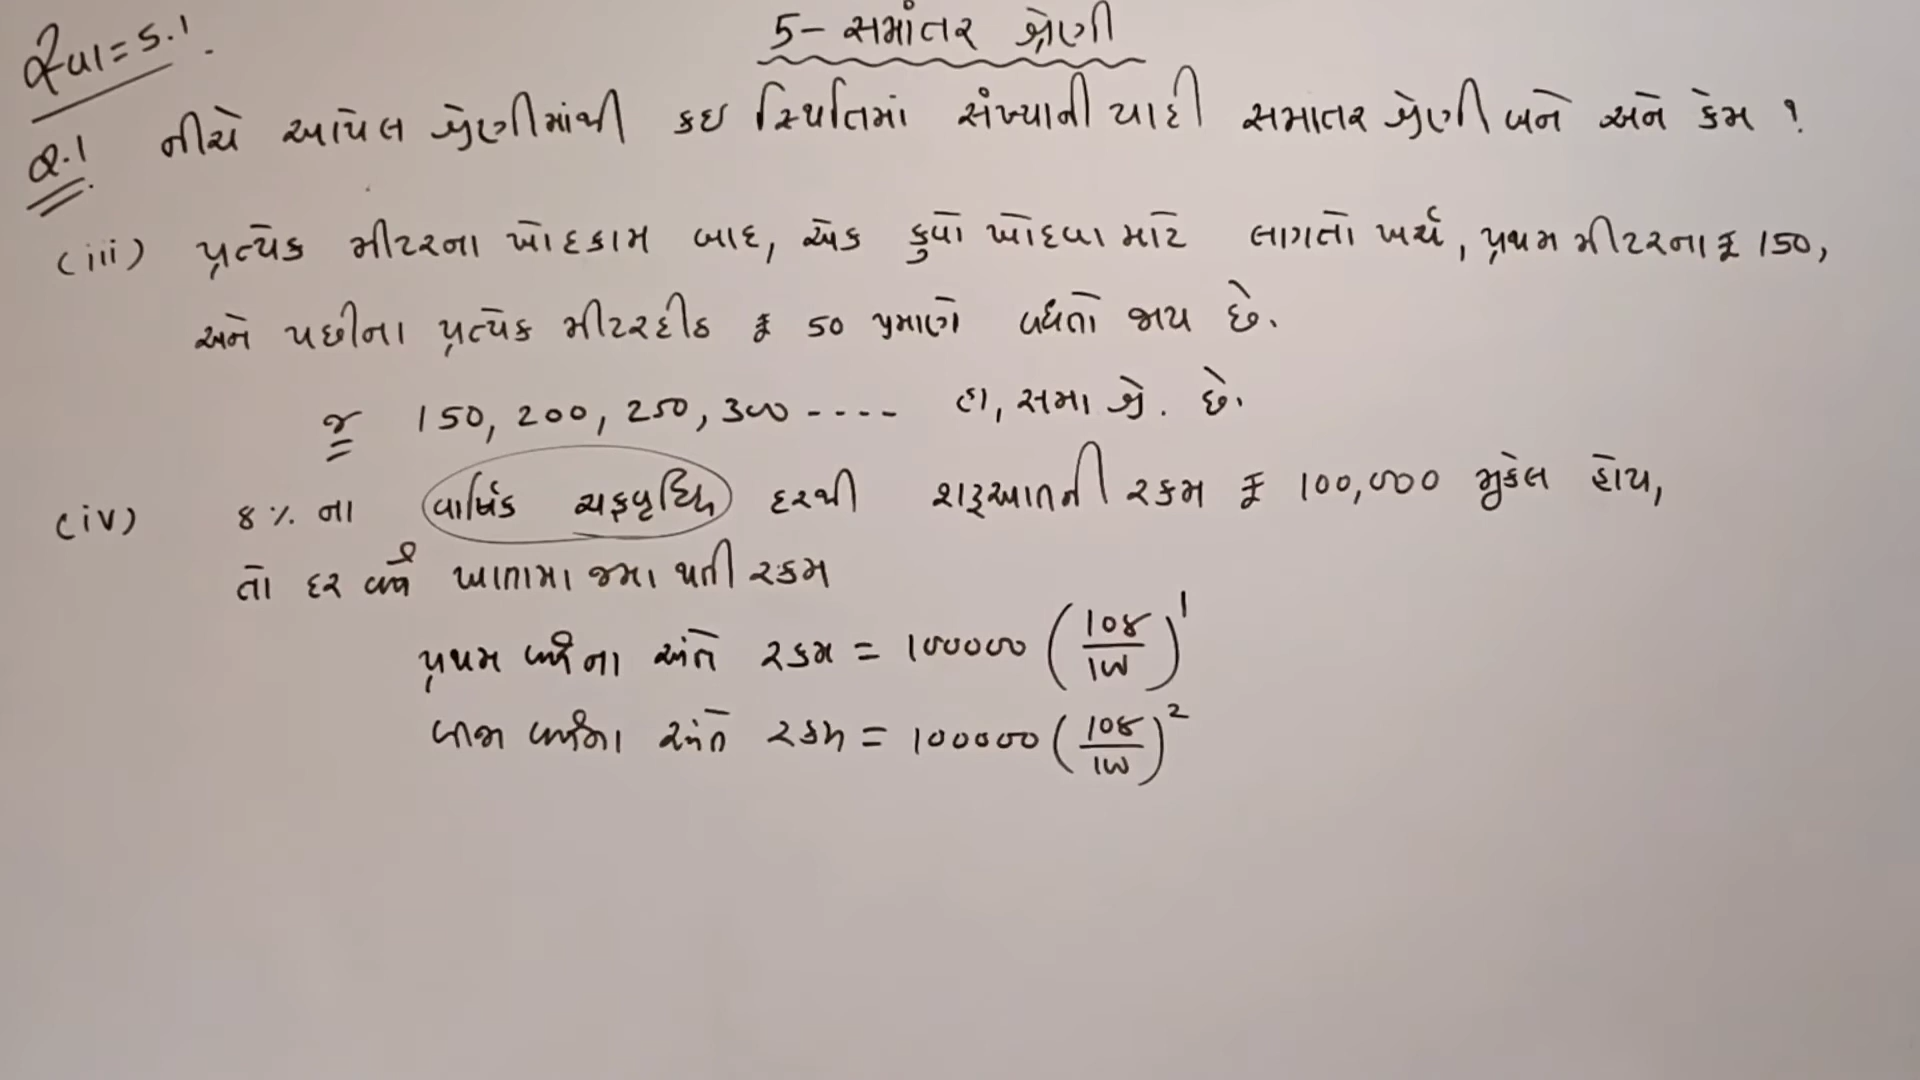 5- સમાંતર શ્રેણી
સ્વા = 5.1.
Q.1 નીચે આપેલ શ્રેણીમાંથી કઇ સ્થિતિમાં સંખ્યાની યાદી સમાતર શ્રેણી બને અને કેમ ?
(iii) પ્રત્યેક મીટરના ખોદકામ બાદ, એક કુવો ખોદવા માટે લાગતો ખર્ચ, પ્રથમ મીટરના ₹ 150,
અને પછીના પ્રત્યેક મીટરદીઠ ₹ 50 પ્રમાણે વધતો જાય છે.
જ 150, 200, 250, 300 ---- હા, સમા શ્રે. છે.
(iv) 8 % ના વાર્ષિક ચક્રવૃદ્ધિ દરથી શરૂઆતની રકમ ₹ 100,000 મુકેલ હોય,
તો દર વર્ષે ખાતામા જમા થતી રકમ
પ્રથમ વર્ષના અંતે રકમ = 100000 (108/100)^1
બીજા વર્ષના અંતે રકમ = 100000 (108/100)^2